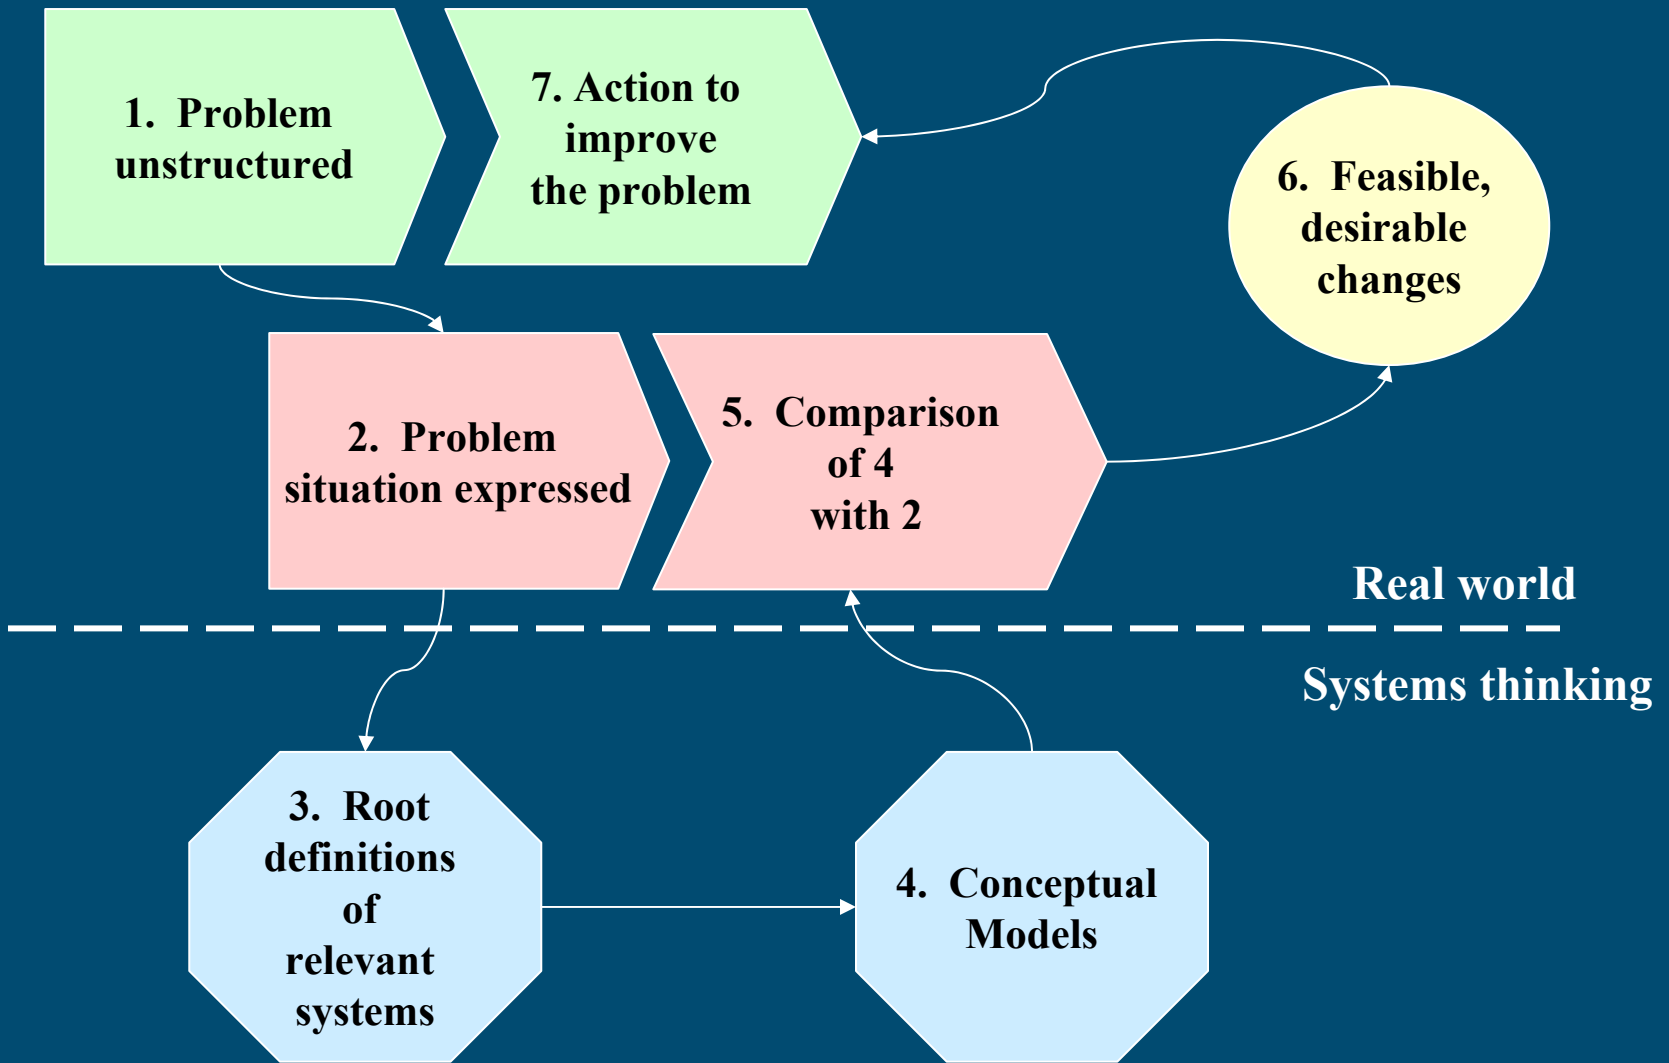 1. Problem
unstructured
7. Action to
improve
the problem
6. Feasible,
desirable
changes
2. Problem
situation expressed
5. Comparison
of 4
with 2
Real world
Systems thinking
3. Root
definitions
of
relevant
systems
4. Conceptual
Models